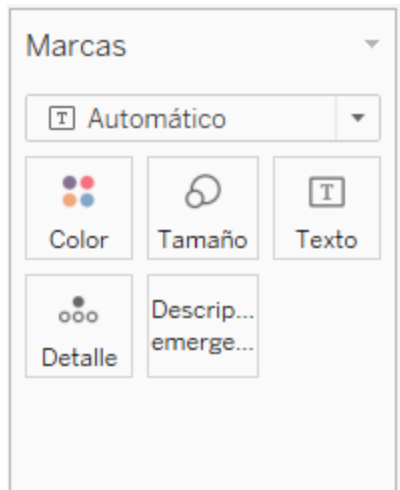 Marcas
T Automático
Color
Tamaño
T
Texto
Detalle
Descrip...
emerge...